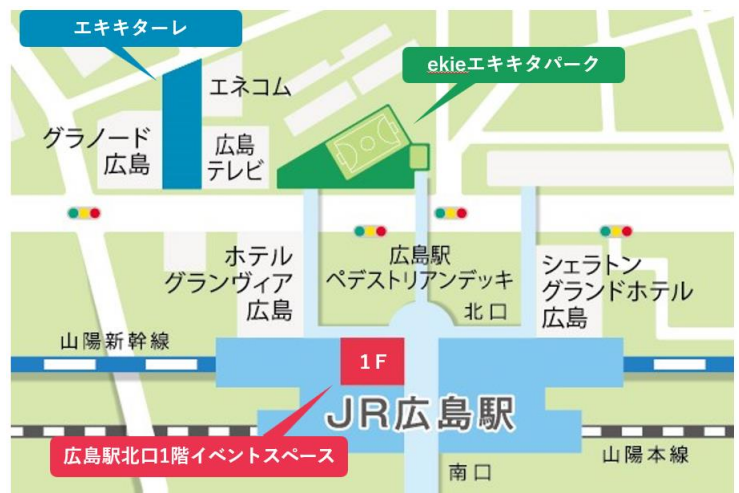 エキキターレ
ekieエキキタパーク
エネコム
グラノード
広島
広島
テレビ
ホテル
グランヴィア
広島
広島駅
ペデストリアンデッキ
シェラトン
グランドホテル
広島
北口
山陽新幹線
1F
JR広島駅
広島駅北口1階イベントスペース
山陽本線
南口